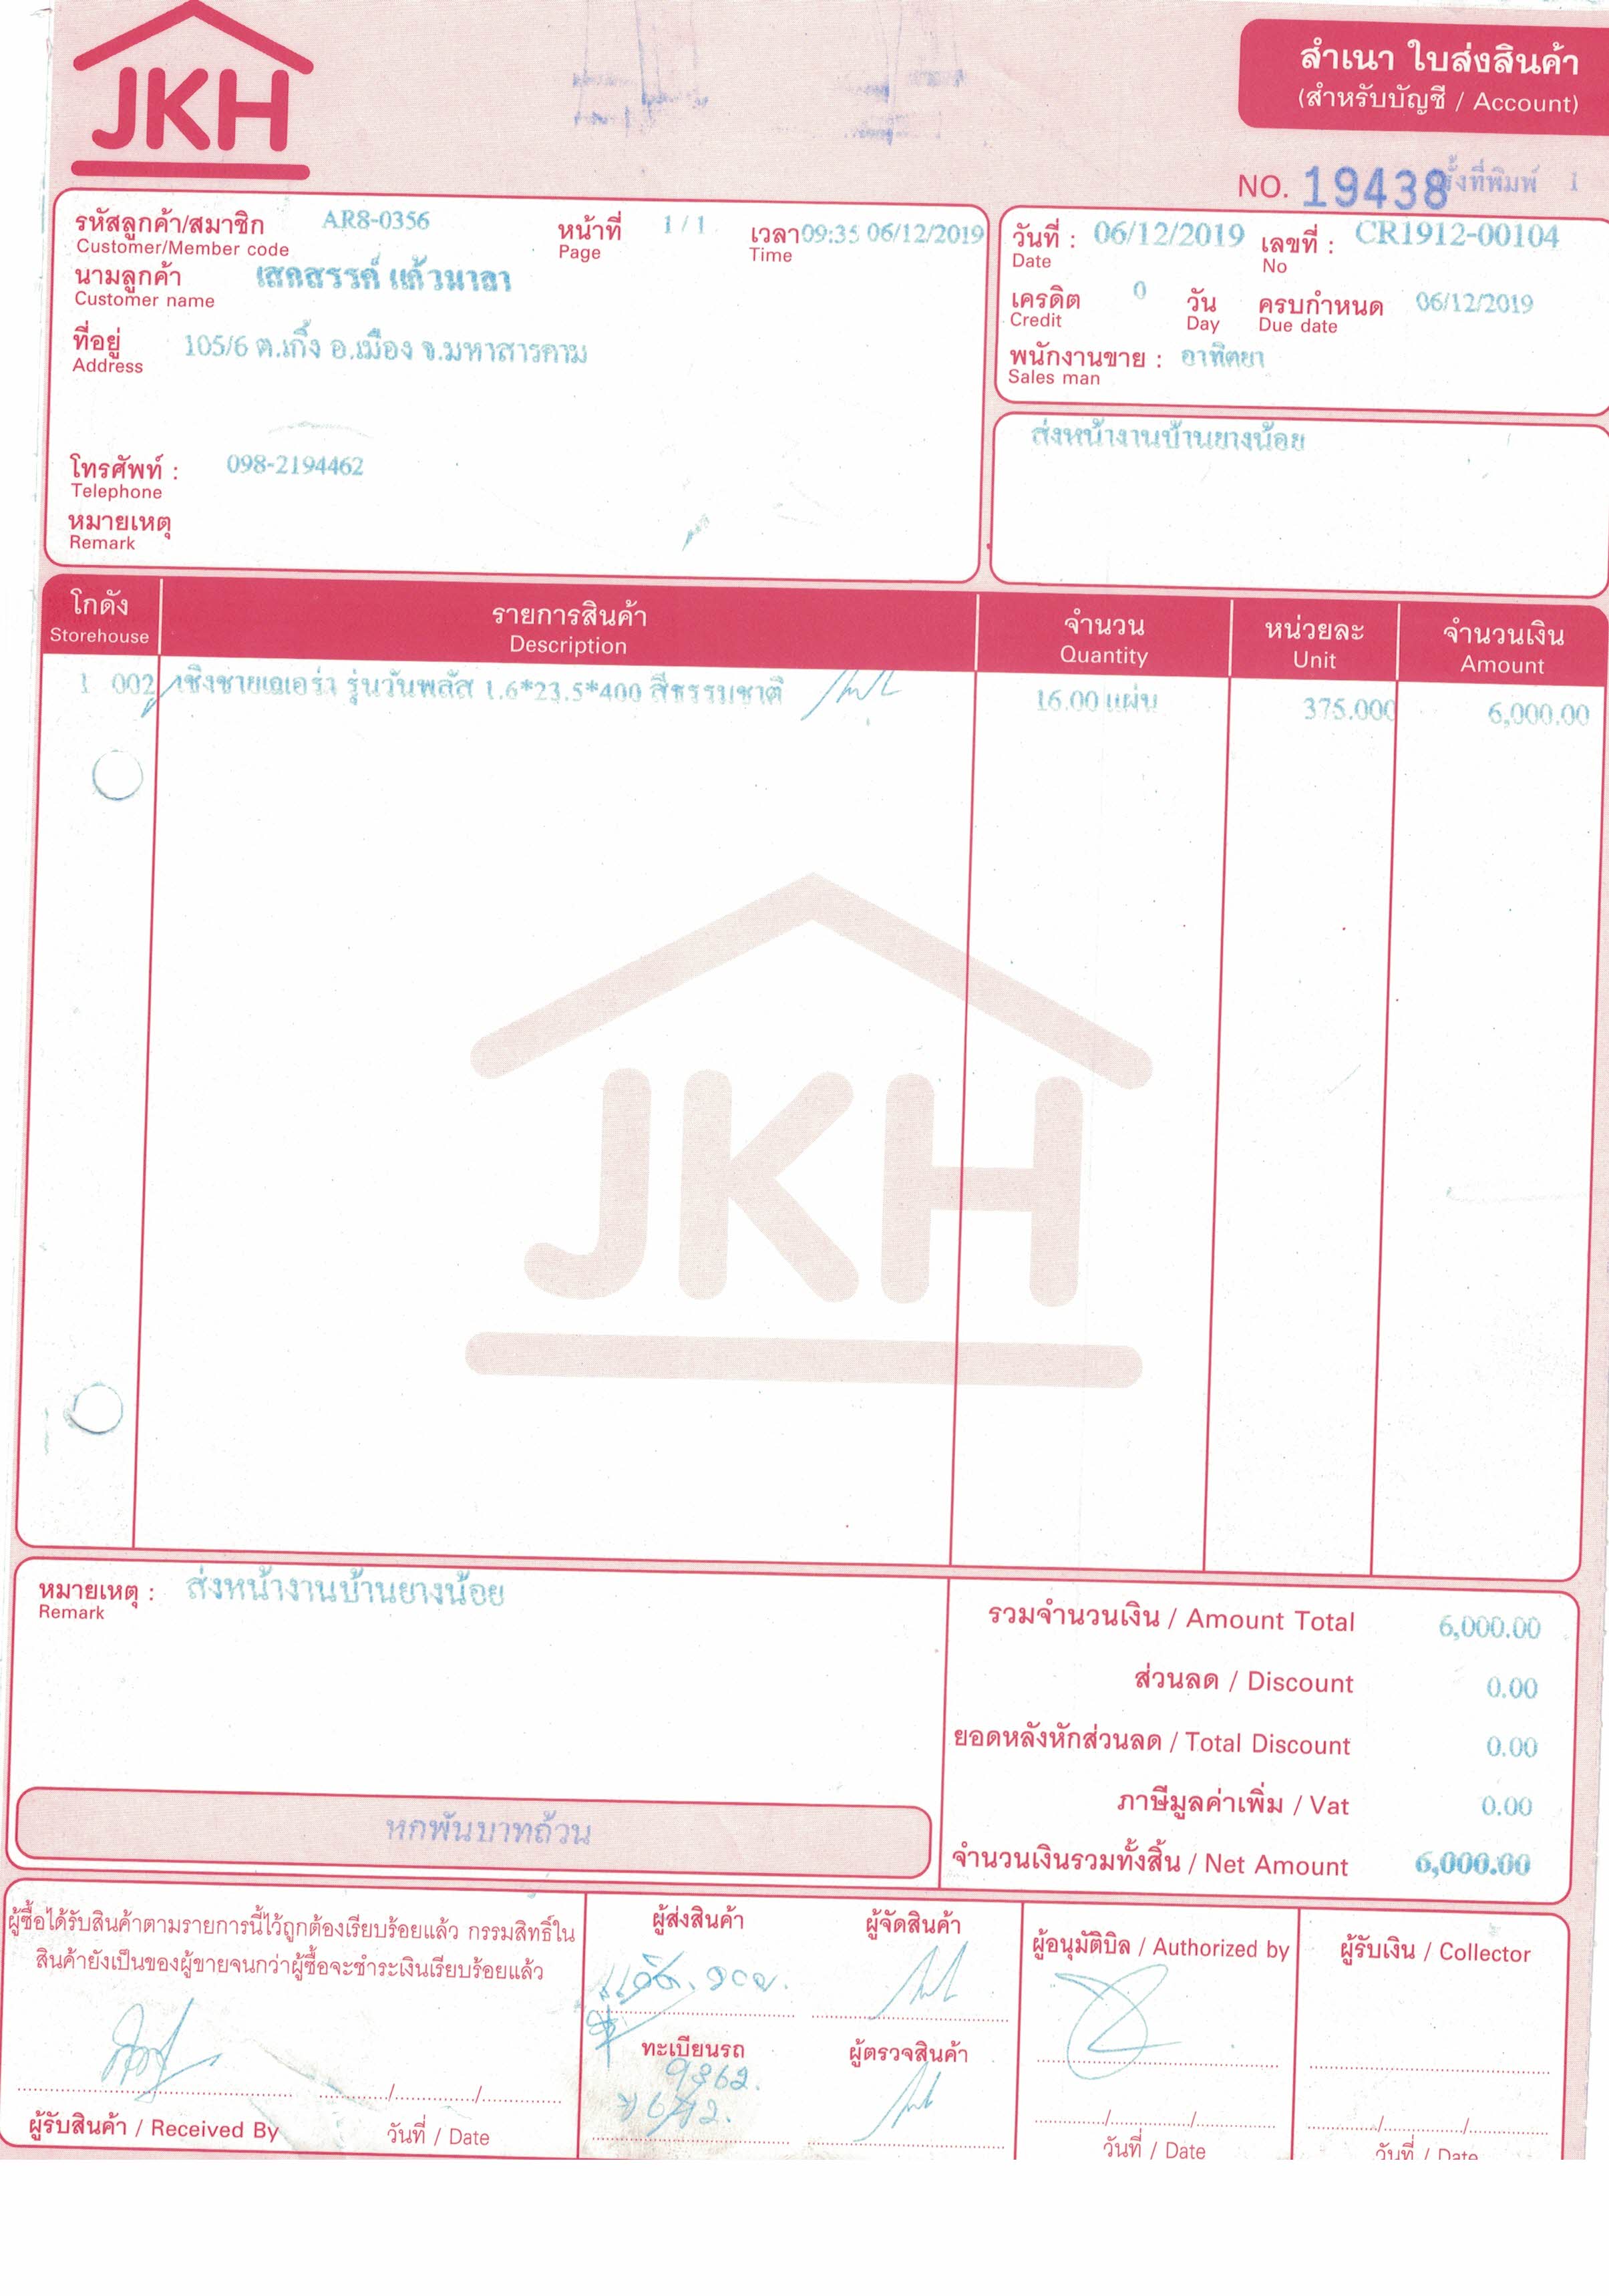 JKH
สำเนา ใบส่งสินค้า
(สำหรับบัญชี / Account)
NO. 19438 ครั้งที่พิมพ์ 1
รหัสลูกค้า/สมาชิก AR8-0356 หน้าที่ 1 / 1 เวลา 09:35 06/12/2019
Customer/Member code Page Time
นามลูกค้า เสกสรรค์ แก้วมาลา
Customer name
ที่อยู่ 105/6 ต.เกิ้ง อ.เมือง จ.มหาสารคาม
Address
โทรศัพท์ : 098-2194462
Telephone
หมายเหตุ
Remark
วันที่ : 06/12/2019 เลขที่ : CR1912-00104
Date No
เครดิต 0 วัน ครบกำหนด 06/12/2019
Credit Day Due date
พนักงานขาย : อาทิตยา
Sales man
ส่งหน้างานบ้านยางน้อย
โกดัง รายการสินค้า จำนวน หน่วยละ จำนวนเงิน
Storehouse Description Quantity Unit Amount
1 002 เชิงชายเฌอร่า รุ่นวันพลัส 1.6*23.5*400 สีธรรมชาติ 16.00 แผ่น 375.000 6,000.00
JKH
หมายเหตุ : ส่งหน้างานบ้านยางน้อย
Remark
รวมจำนวนเงิน / Amount Total 6,000.00
ส่วนลด / Discount 0.00
ยอดหลังหักส่วนลด / Total Discount 0.00
ภาษีมูลค่าเพิ่ม / Vat 0.00
หกพันบาทถ้วน
จำนวนเงินรวมทั้งสิ้น / Net Amount 6,000.00
ผู้ซื้อได้รับสินค้าตามรายการนี้ไว้ถูกต้องเรียบร้อยแล้ว กรรมสิทธิ์ใน
สินค้ายังเป็นของผู้ขายจนกว่าผู้ซื้อจะชำระเงินเรียบร้อยแล้ว
ผู้รับสินค้า / Received By วันที่ / Date
ผู้ส่งสินค้า ผู้จัดสินค้า
ทะเบียนรถ ผู้ตรวจสินค้า
6/12.
ผู้อนุมัติบิล / Authorized by ผู้รับเงิน / Collector
วันที่ / Date วันที่ / Date